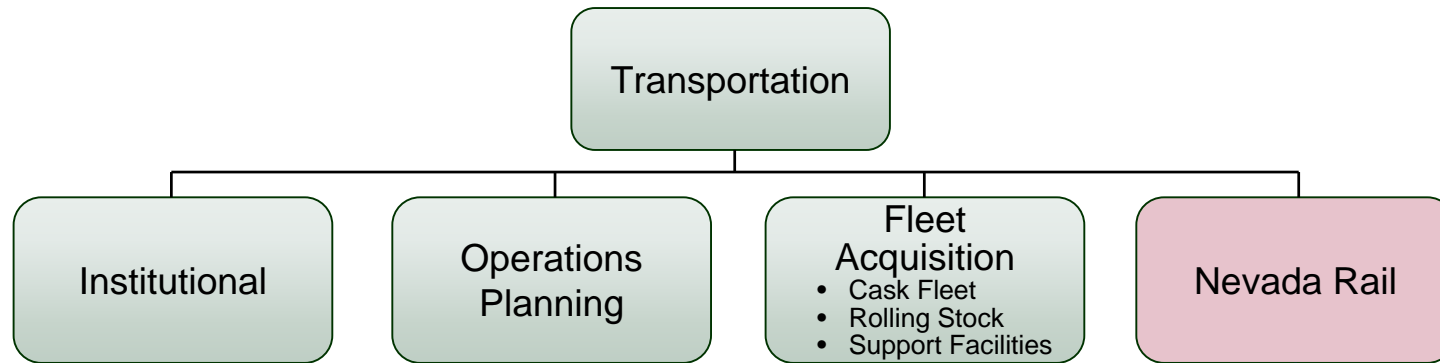 Transportation
Institutional
Operations
Planning
Fleet
Acquisition
• Cask Fleet
• Rolling Stock
• Support Facilities
Nevada Rail